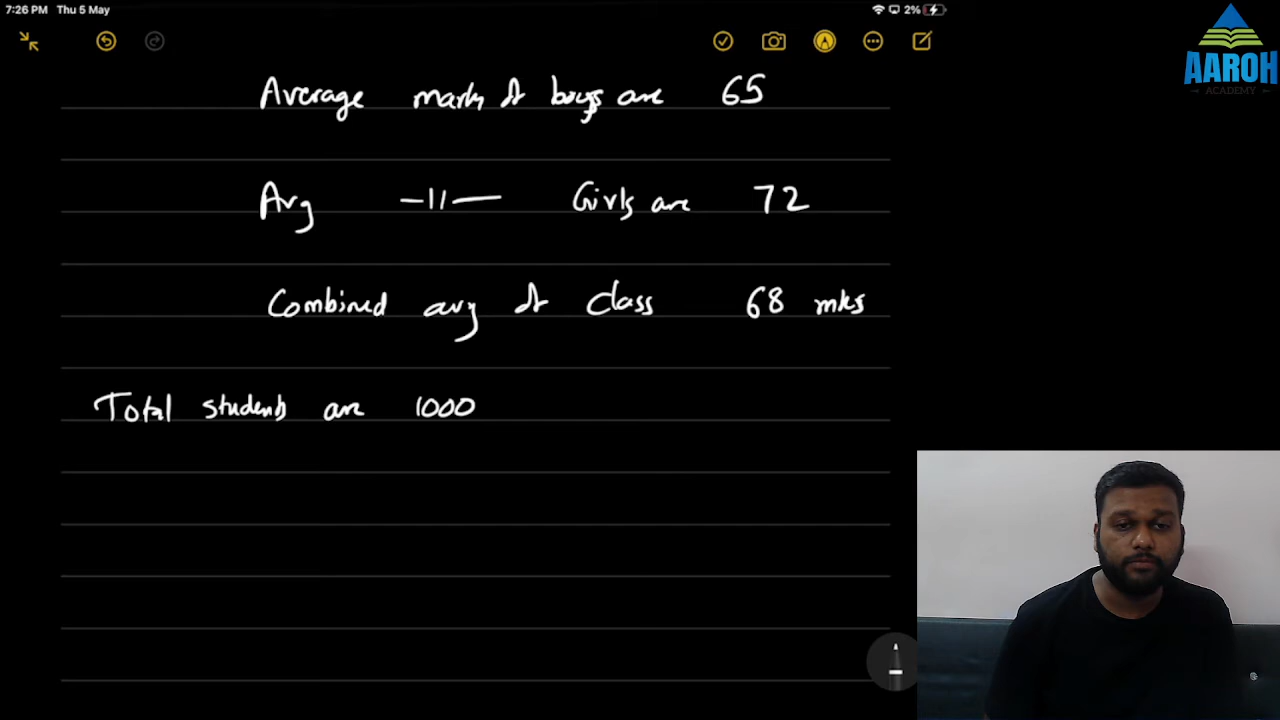 7:26 PM Thu 5 May
2%
AAROH
ACADEMY
Average marks of boys are 65
Avg —11— Girls are 72
Combined avg of class 68 mks
Total students are 1000